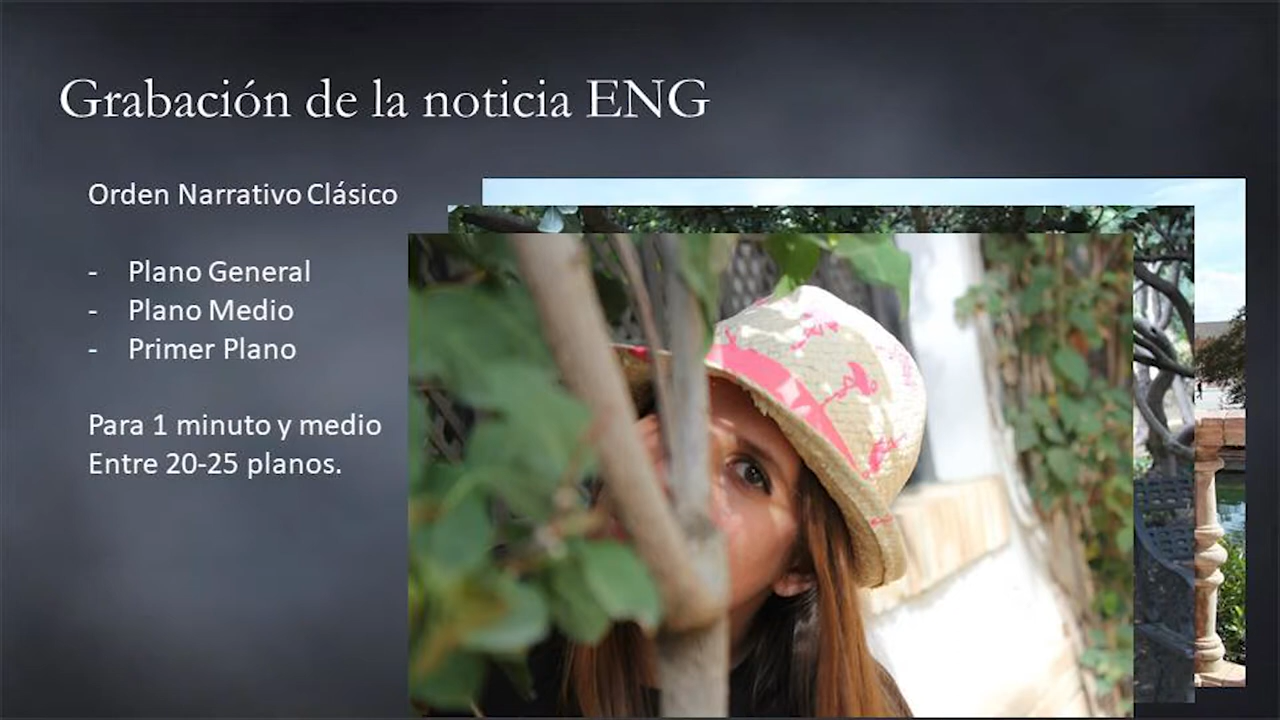 Grabación de la noticia ENG
Orden Narrativo Clásico
- Plano General
- Plano Medio
- Primer Plano
Para 1 minuto y medio
Entre 20-25 planos.